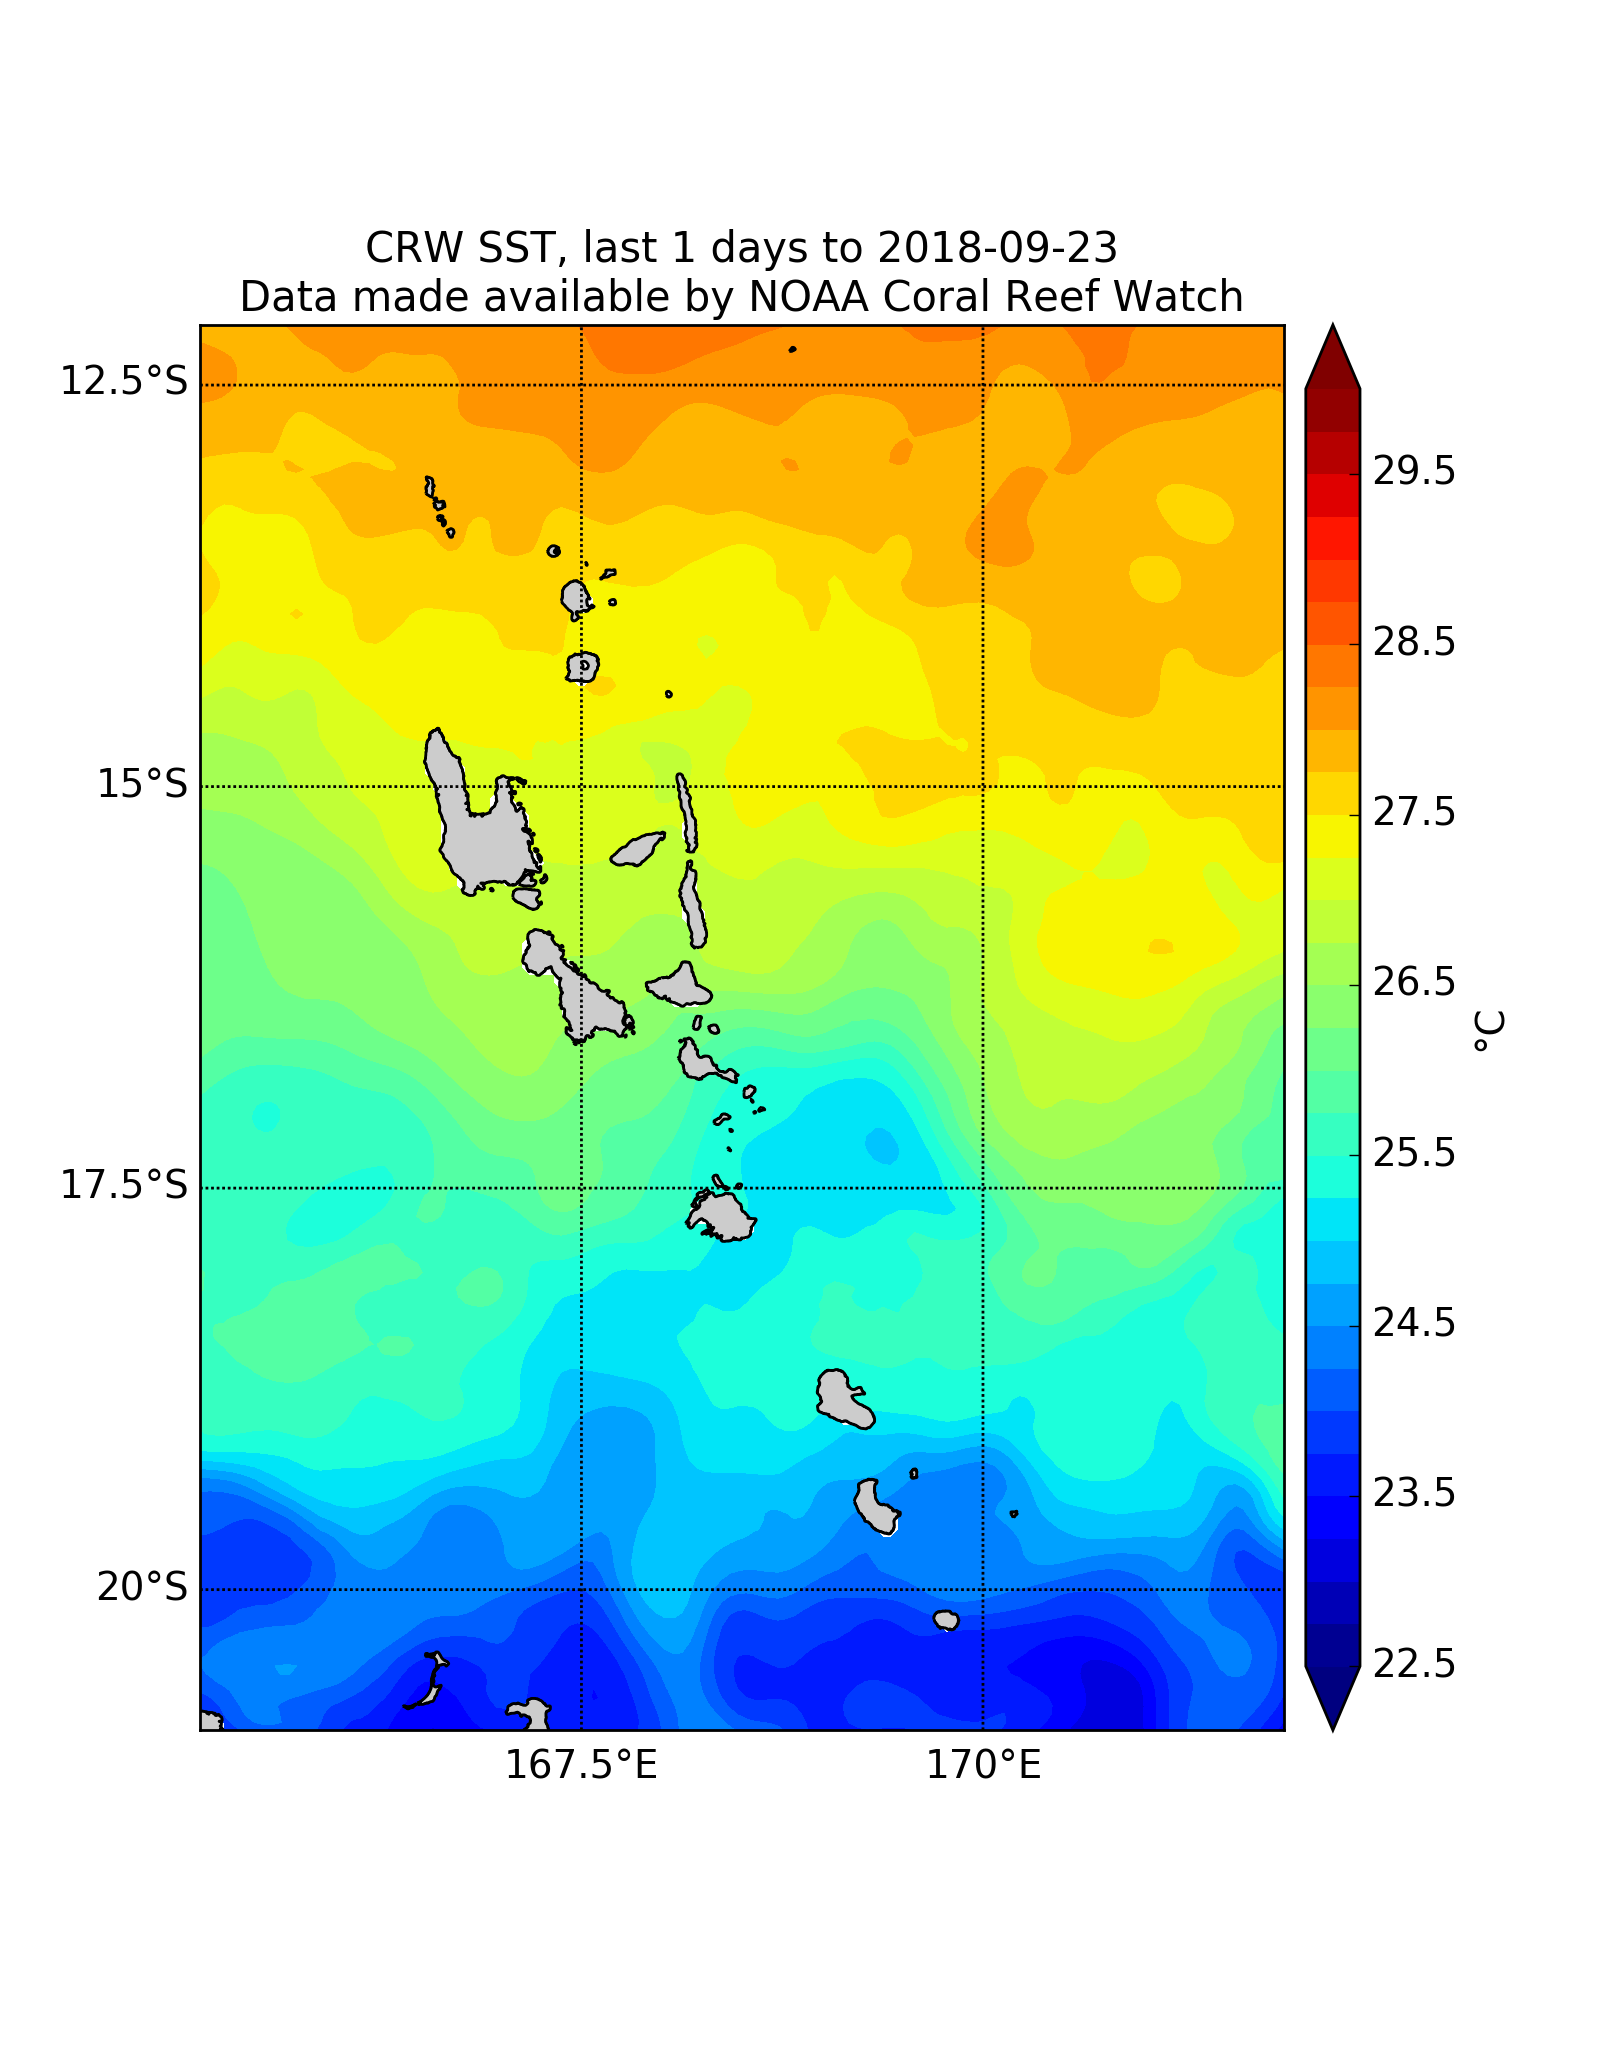 CRW SST, last 1 days to 2018-09-23
Data made available by NOAA Coral Reef Watch
12.5°S
15°S
17.5°S
20°S
167.5°E
170°E
29.5
28.5
27.5
26.5
25.5
24.5
23.5
22.5
°C